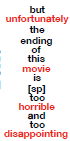 but
unfortunately
the
ending
of
this
movie
is
[sp]
too
horrible
and
too
disappointing